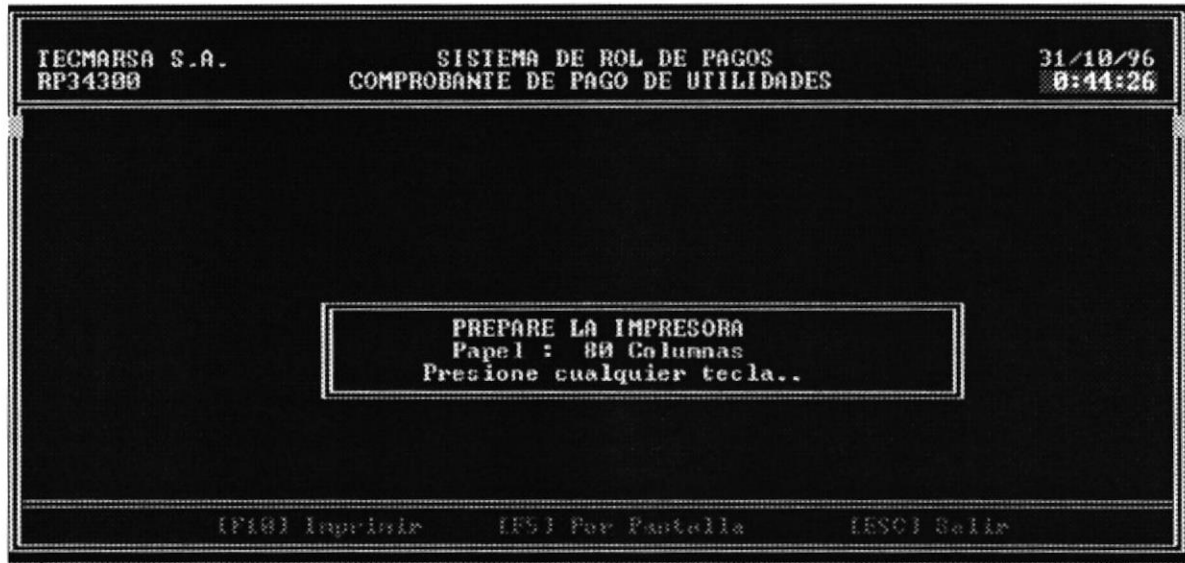 TECMARSA S.A. SISTEMA DE ROL DE PAGOS 31/10/96
RP34300 COMPROBANTE DE PAGO DE UTILIDADES 0:44:26
PREPARE LA IMPRESORA
Papel : 80 Columnas
Presione cualquier tecla..
[F10] Imprimir [F5] Por Pantalla [ESC] Salir